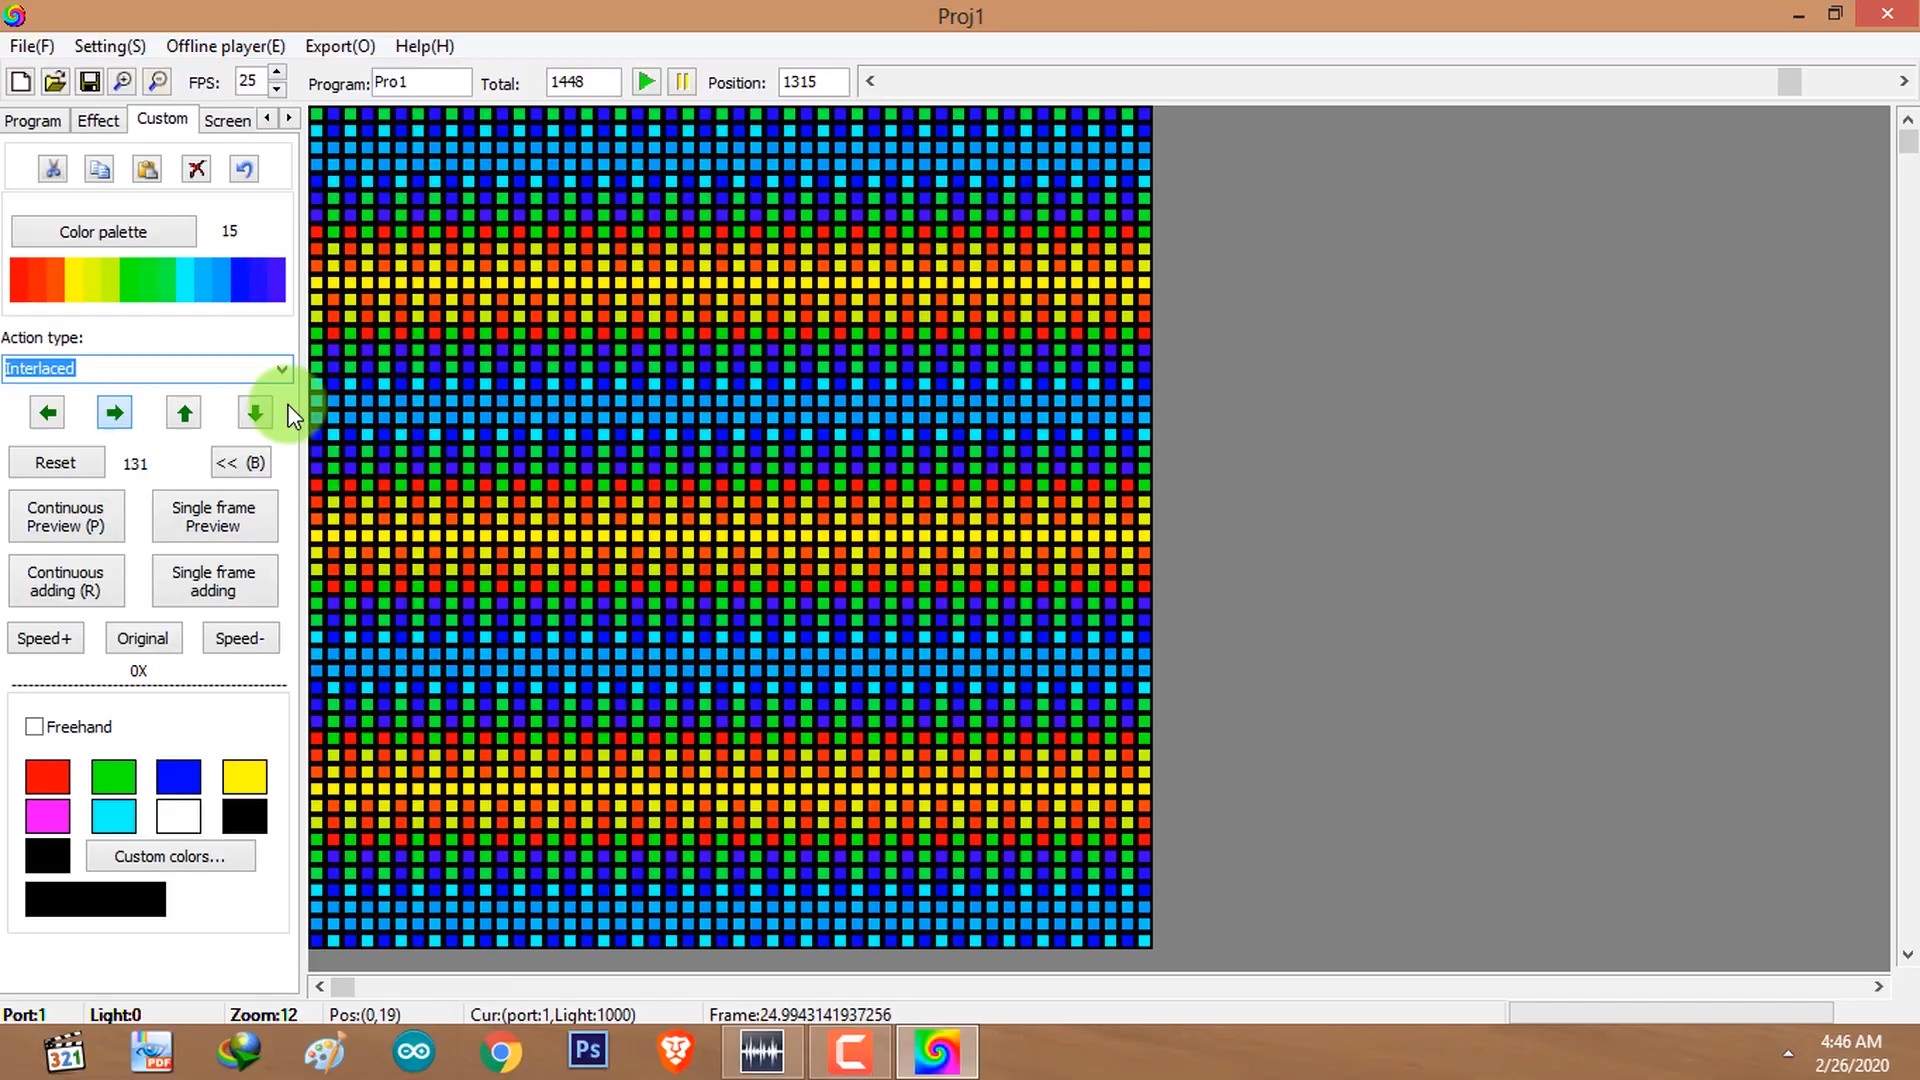 Proj1
File(F) Setting(S) Offline player(E) Export(O) Help(H)
FPS: 25 Program: Pro1 Total: 1448 Position: 1315
Program Effect Custom Screen
Color palette 15
Action type:
Interlaced
Reset 131 << (B)
Continuous
Preview (P)
Single frame
Preview
Continuous
adding (R)
Single frame
adding
Speed+ Original Speed-
0X
Freehand
Custom colors...
Port:1 Light:0 Zoom:12 Pos:(0,19) Cur:(port:1,Light:1000) Frame:24.9943141937256
321
PDF
Ps
4:46 AM
2/26/2020